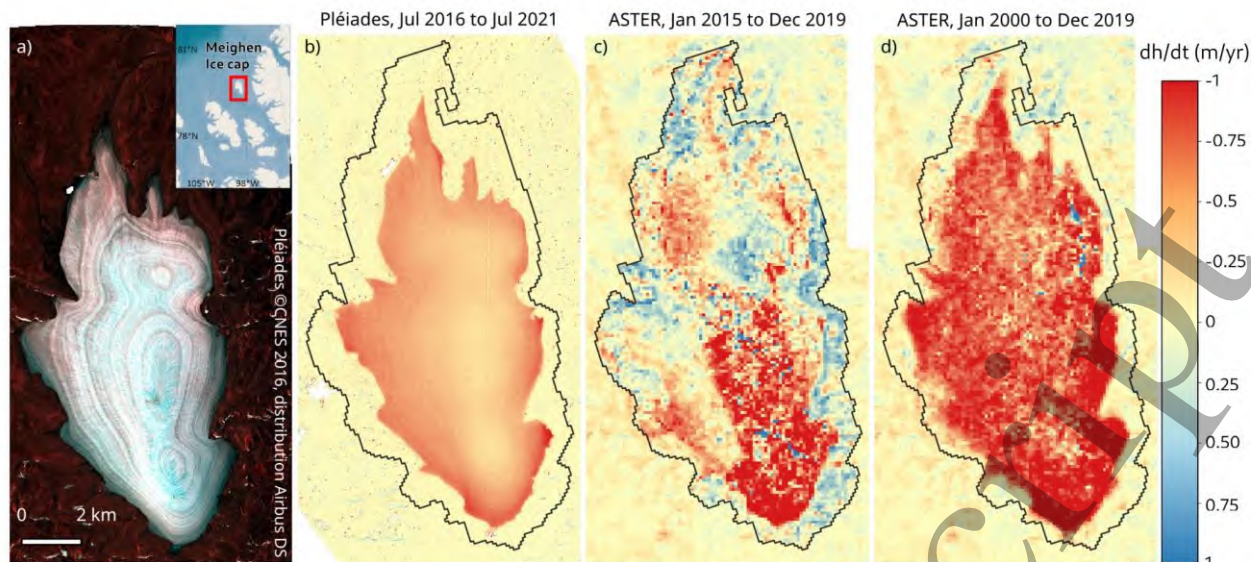 Pléiades, Jul 2016 to Jul 2021
ASTER, Jan 2015 to Dec 2019
ASTER, Jan 2000 to Dec 2019
a)
81°N
Meighen
Ice cap
78°N
105°W
98°W
Pléiades, ©CNES 2016, distribution Airbus DS
0
2 km
b)
c)
d)
dh/dt (m/yr)
-1
-0.75
-0.5
-0.25
0
0.25
0.50
0.75
1
cript